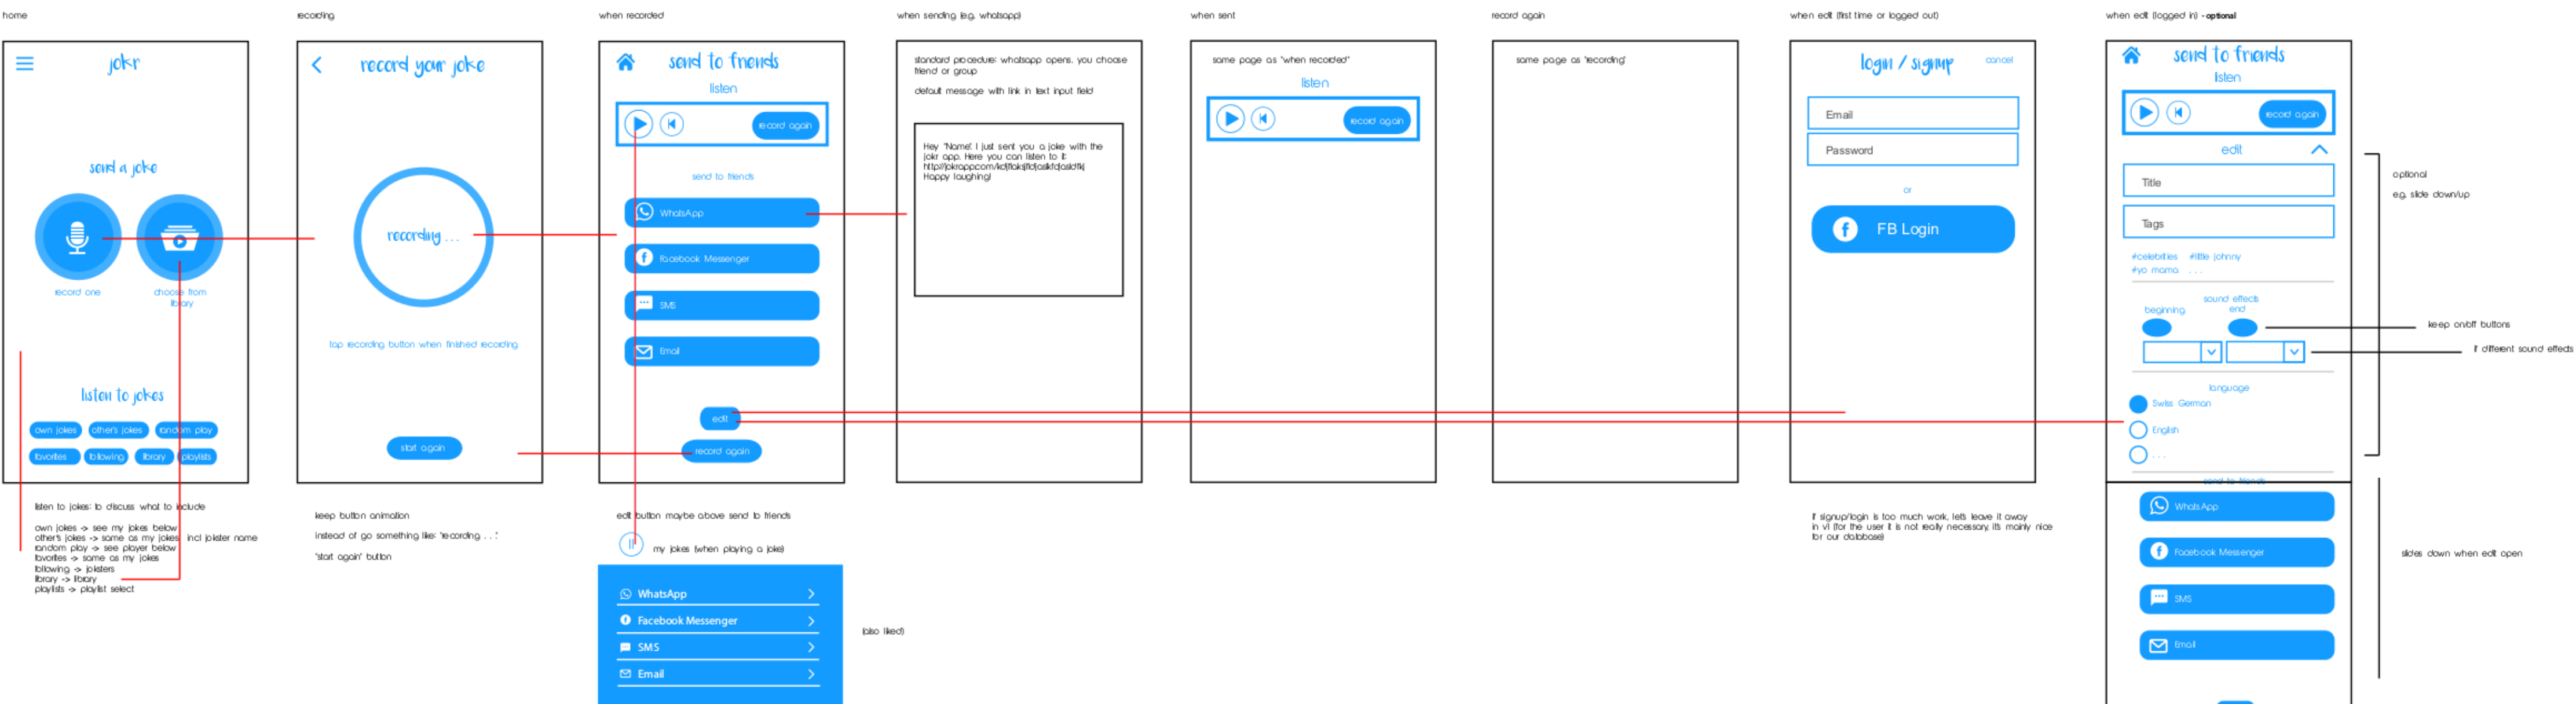 home
jokr
send a joke
record one
choose from
library
listen to jokes
own jokes other's jokes random play
favorites following library playlists
listen to jokes: to discuss what to include
own jokes -> see my jokes below
other's jokes -> same as my jokes incl jokster name
random play -> see player below
favorites -> same as my jokes
following -> joksters
library -> library
playlists -> playlist select
recording
record your joke
recording ...
tap recording button when finished recording
start again
keep button animation
instead of go something like: "recording . . ."
"start again" button
when recorded
send to friends
listen
record again
send to friends
WhatsApp
Facebook Messenger
SMS
Email
edit
record again
edit button maybe above send to friends
my jokes (when playing a joke)
WhatsApp
Facebook Messenger
SMS
Email
(also liked)
when sending (e.g. whatsapp)
standard procedure: whatsapp opens, you choose
friend or group
default message with link in text input field
Hey "Name". I just sent you a joke with the
jokr app. Here you can listen to it:
Happy laughing!
when sent
same page as "when recorded"
listen
record again
record again
same page as "recording"
when edit (first time or logged out)
login / signup cancel
Email
Password
or
FB Login
if signup/login is too much work, let's leave it away
in v1 (for the user it is not really necessary, it's mainly nice
for our database)
when edit (logged in) - optional
send to friends
listen
record again
edit
Title
Tags
#celebrities #little johnny
#yo mama . . .
sound effects
beginning end
language
Swiss German
English
. . .
send to friends
WhatsApp
Facebook Messenger
SMS
Email
optional
e.g. slide down/up
keep on/off buttons
if different sound effects
slides down when edit open